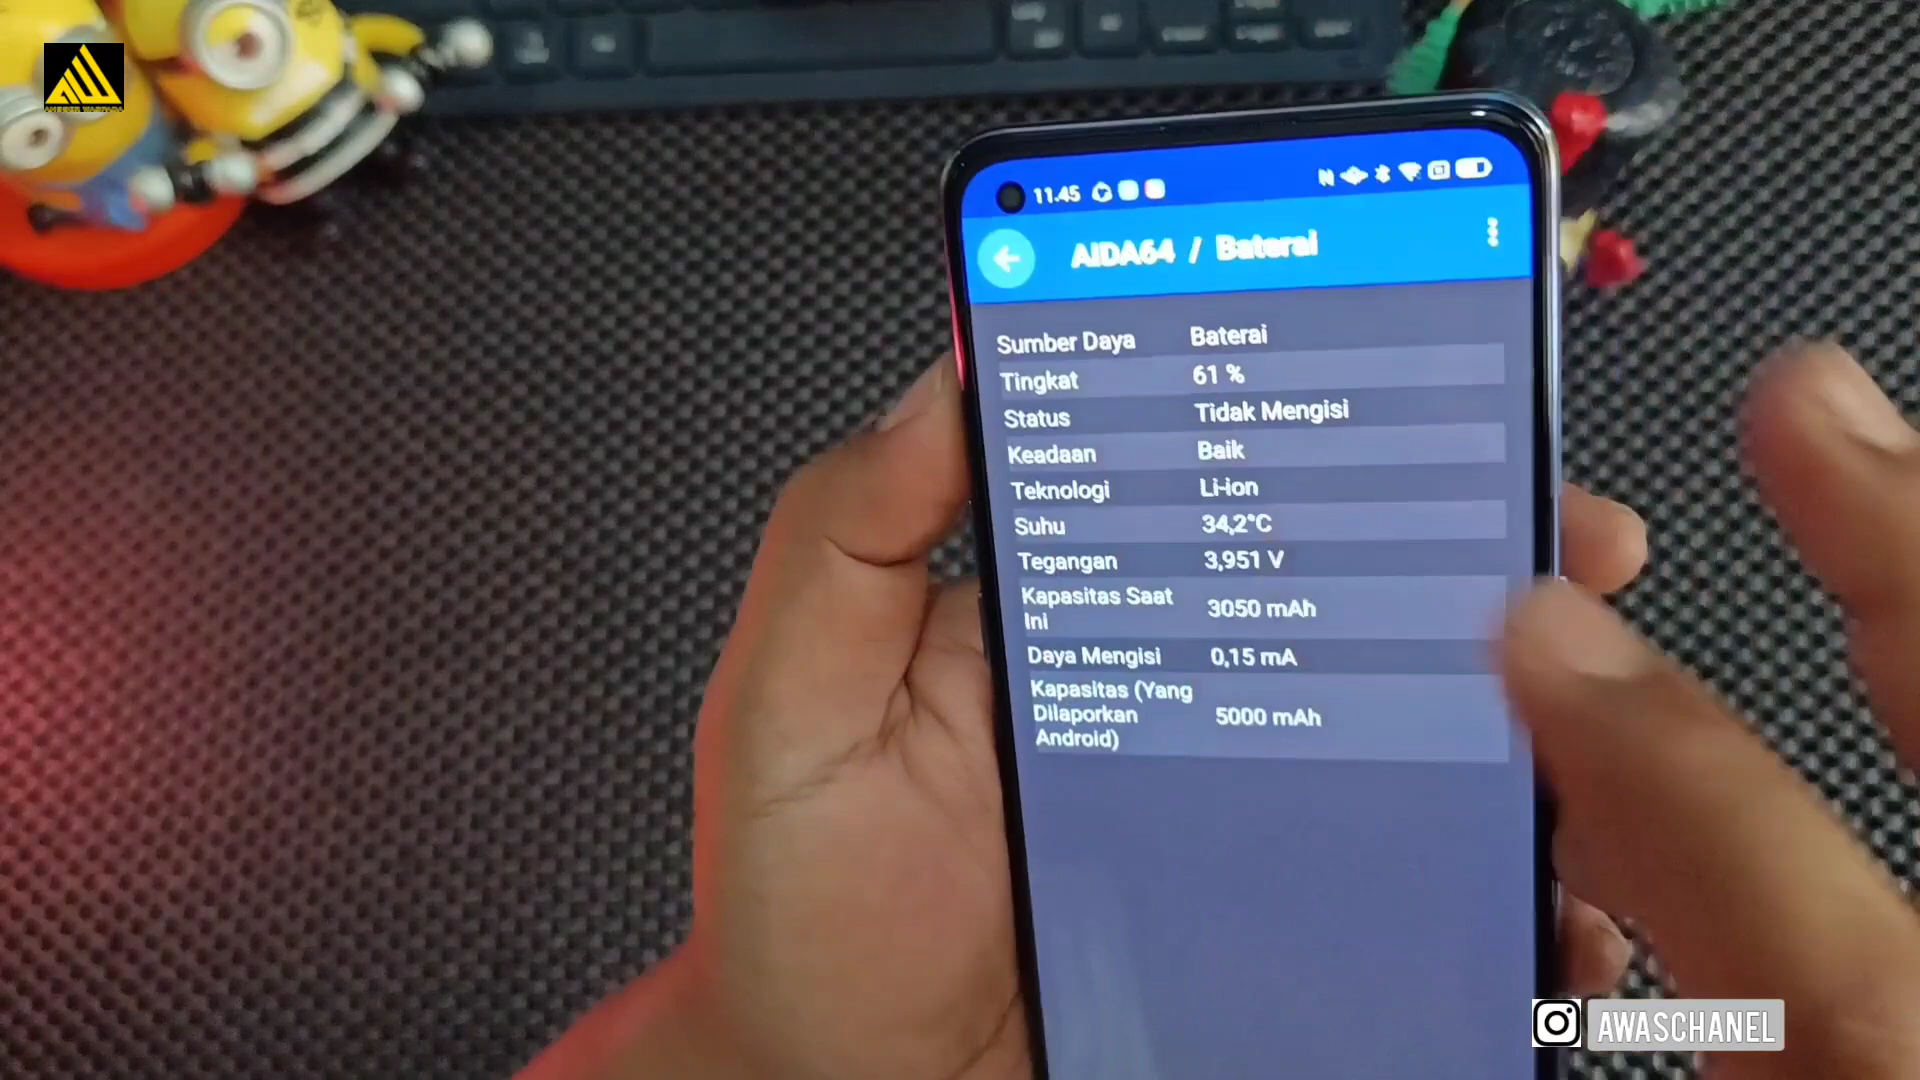 11.45
AIDA64 / Baterai
Sumber Daya Baterai
Tingkat 61 %
Status Tidak Mengisi
Keadaan Baik
Teknologi Li-ion
Suhu 34,2°C
Tegangan 3,951 V
Kapasitas Saat
Ini 3050 mAh
Daya Mengisi 0,15 mA
Kapasitas (Yang
Dilaporkan 5000 mAh
Android)
AWASCHANEL